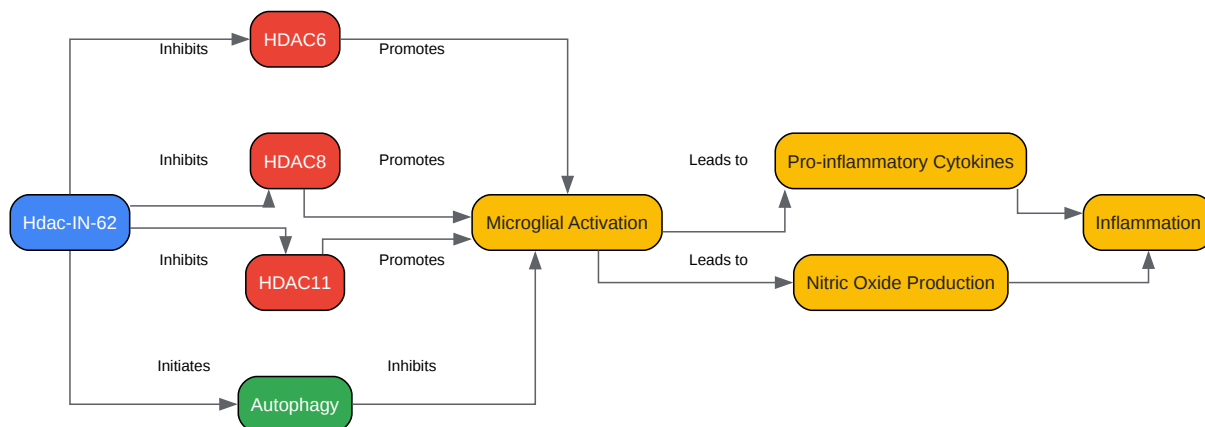 HDAC6
Inhibits
Promotes
HDAC8
Inhibits
Promotes
Leads to
Pro-inflammatory Cytokines
Hdac-IN-62
Microglial Activation
Inflammation
Inhibits
HDAC11
Promotes
Leads to
Nitric Oxide Production
Initiates
Inhibits
Autophagy